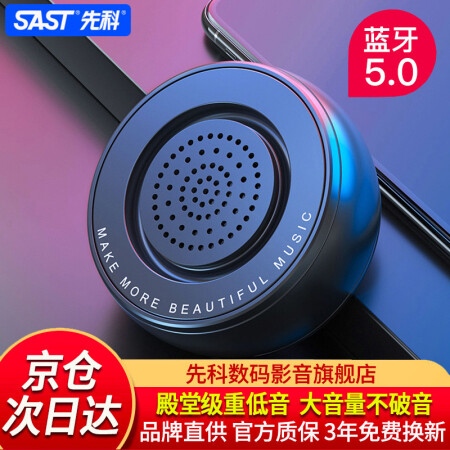 SAST® 先科®
蓝牙
5.0
MAKE MORE BEAUTIFUL MUSIC
京仓
次日达
先科数码影音旗舰店
殿堂级重低音 大音量不破音
品牌直供 官方质保 3年免费换新